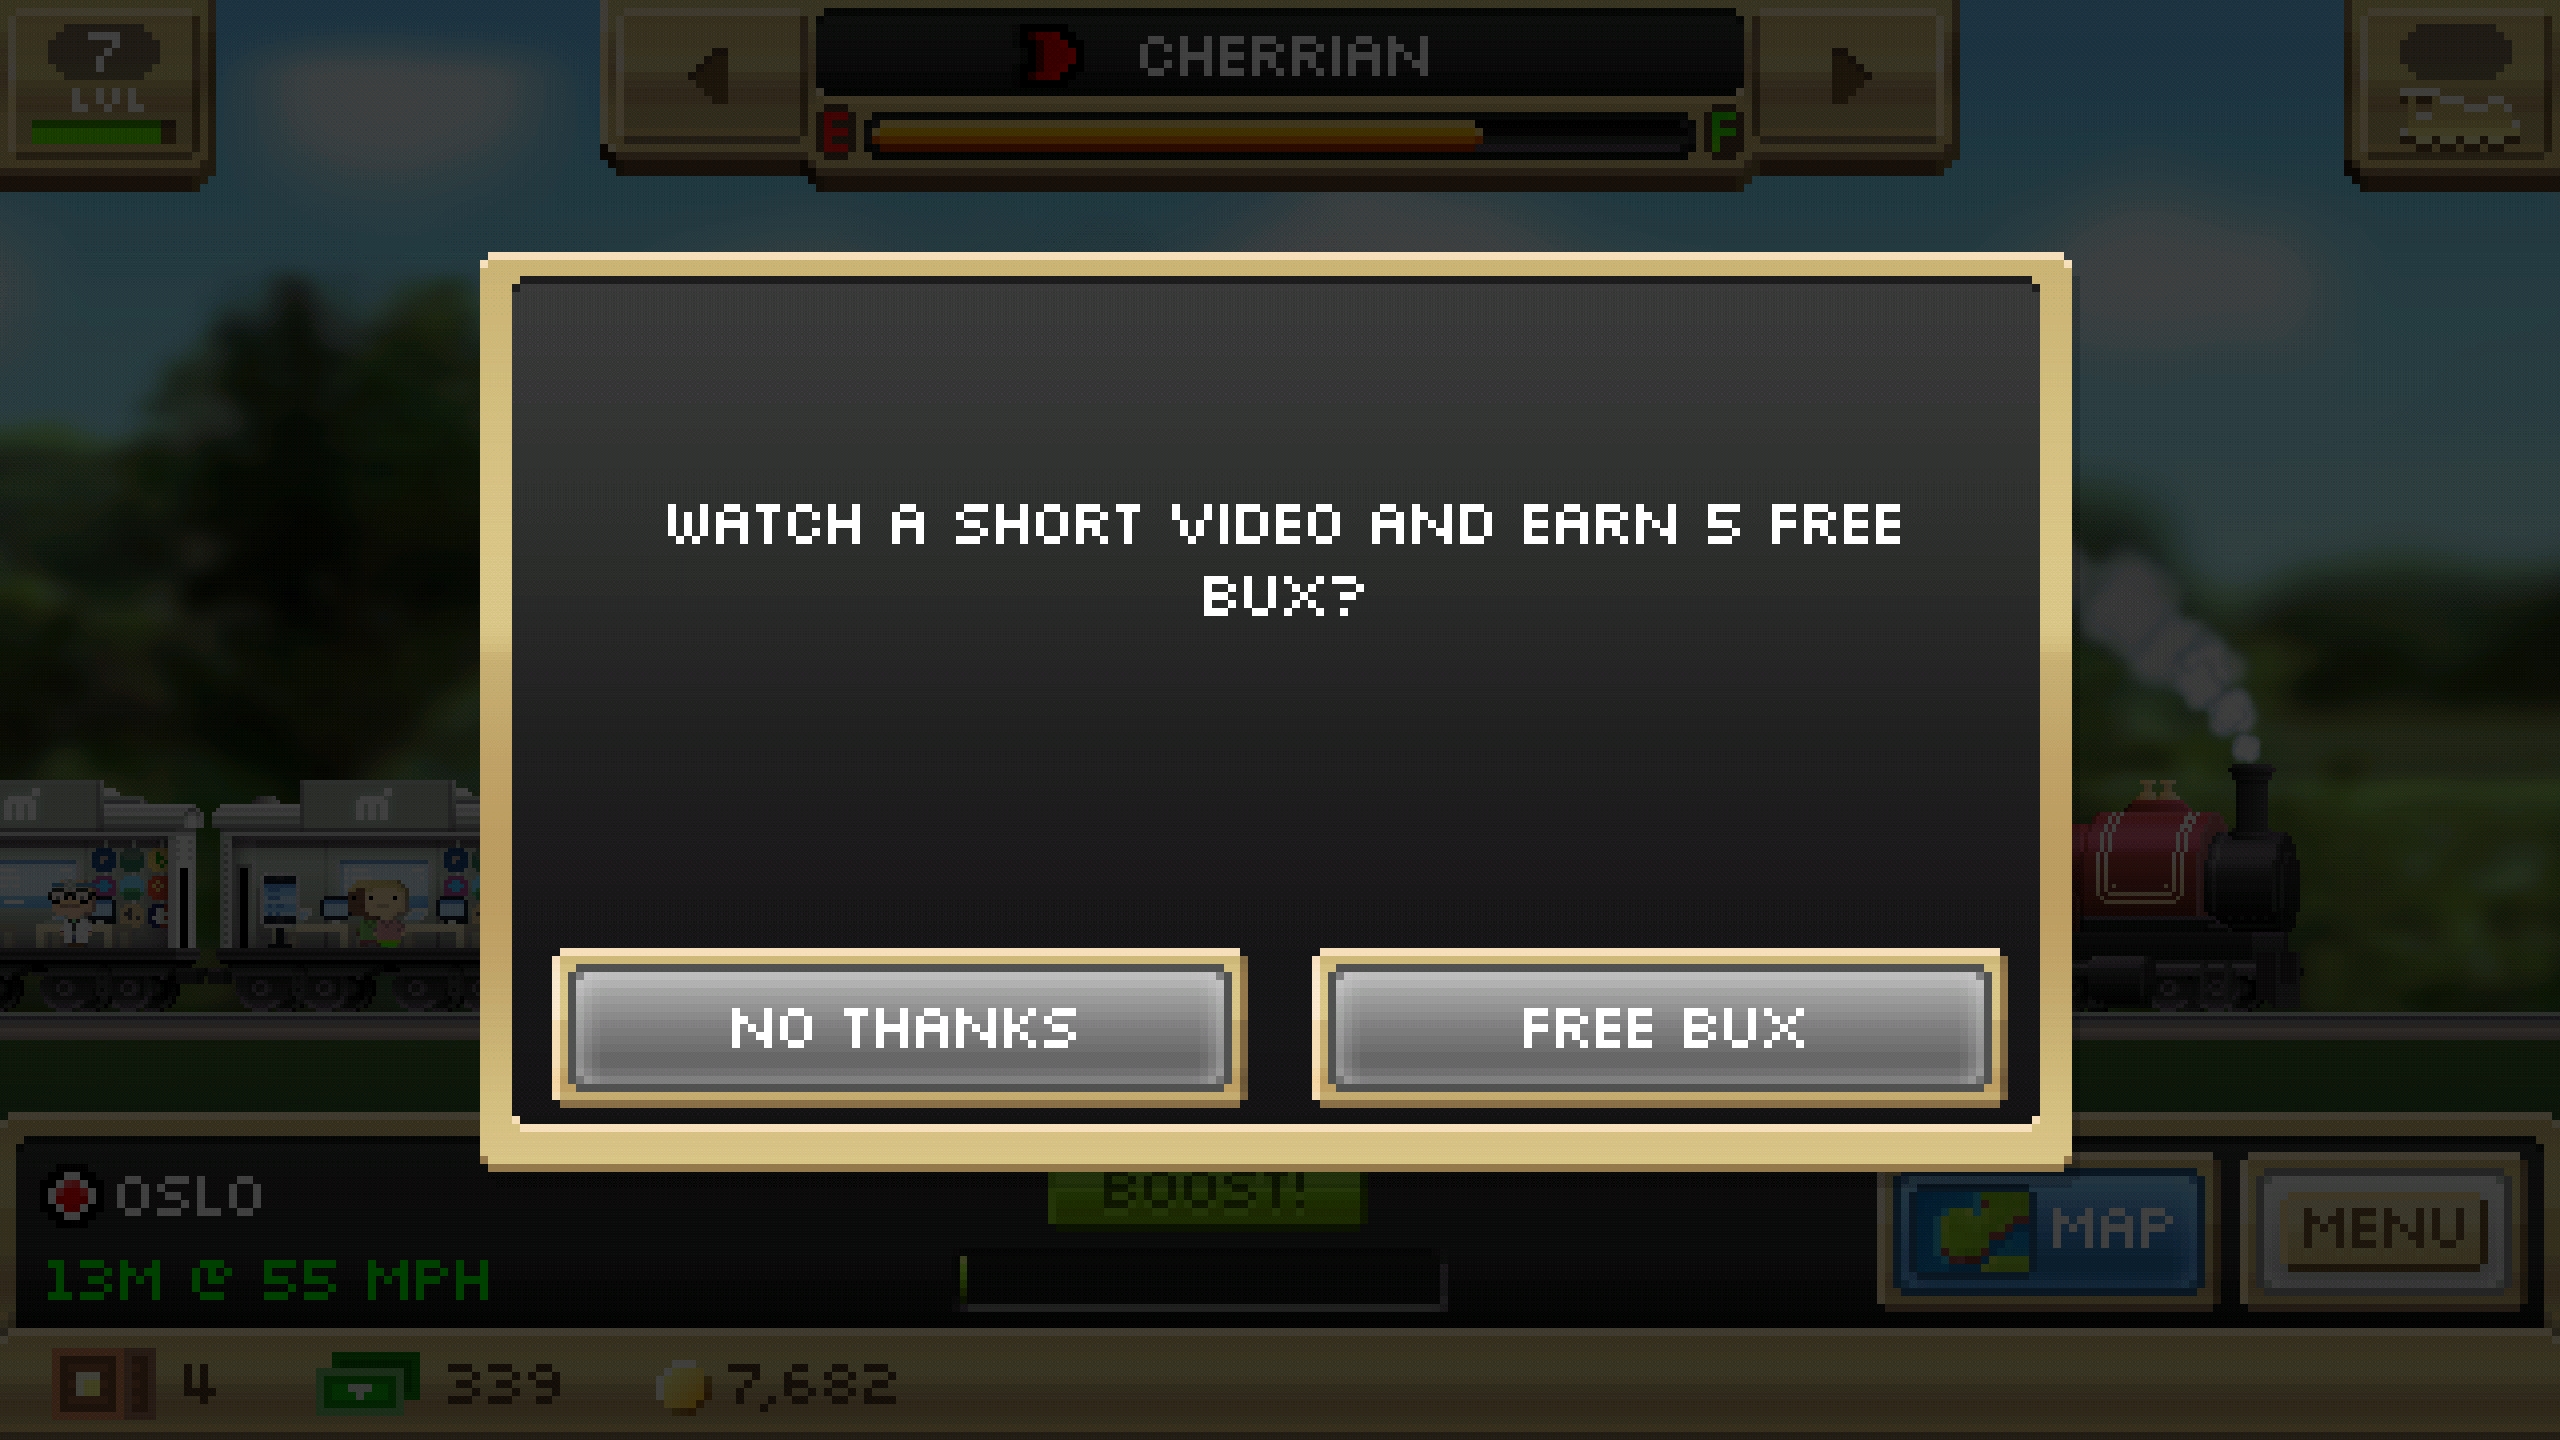 7
LVL
CHERRIAN
E
F
WATCH A SHORT VIDEO AND EARN 5 FREE
BUX?
NO THANKS
FREE BUX
BOOST!
OSLO
13M @ 55 MPH
MAP
MENU
4
339
7,682